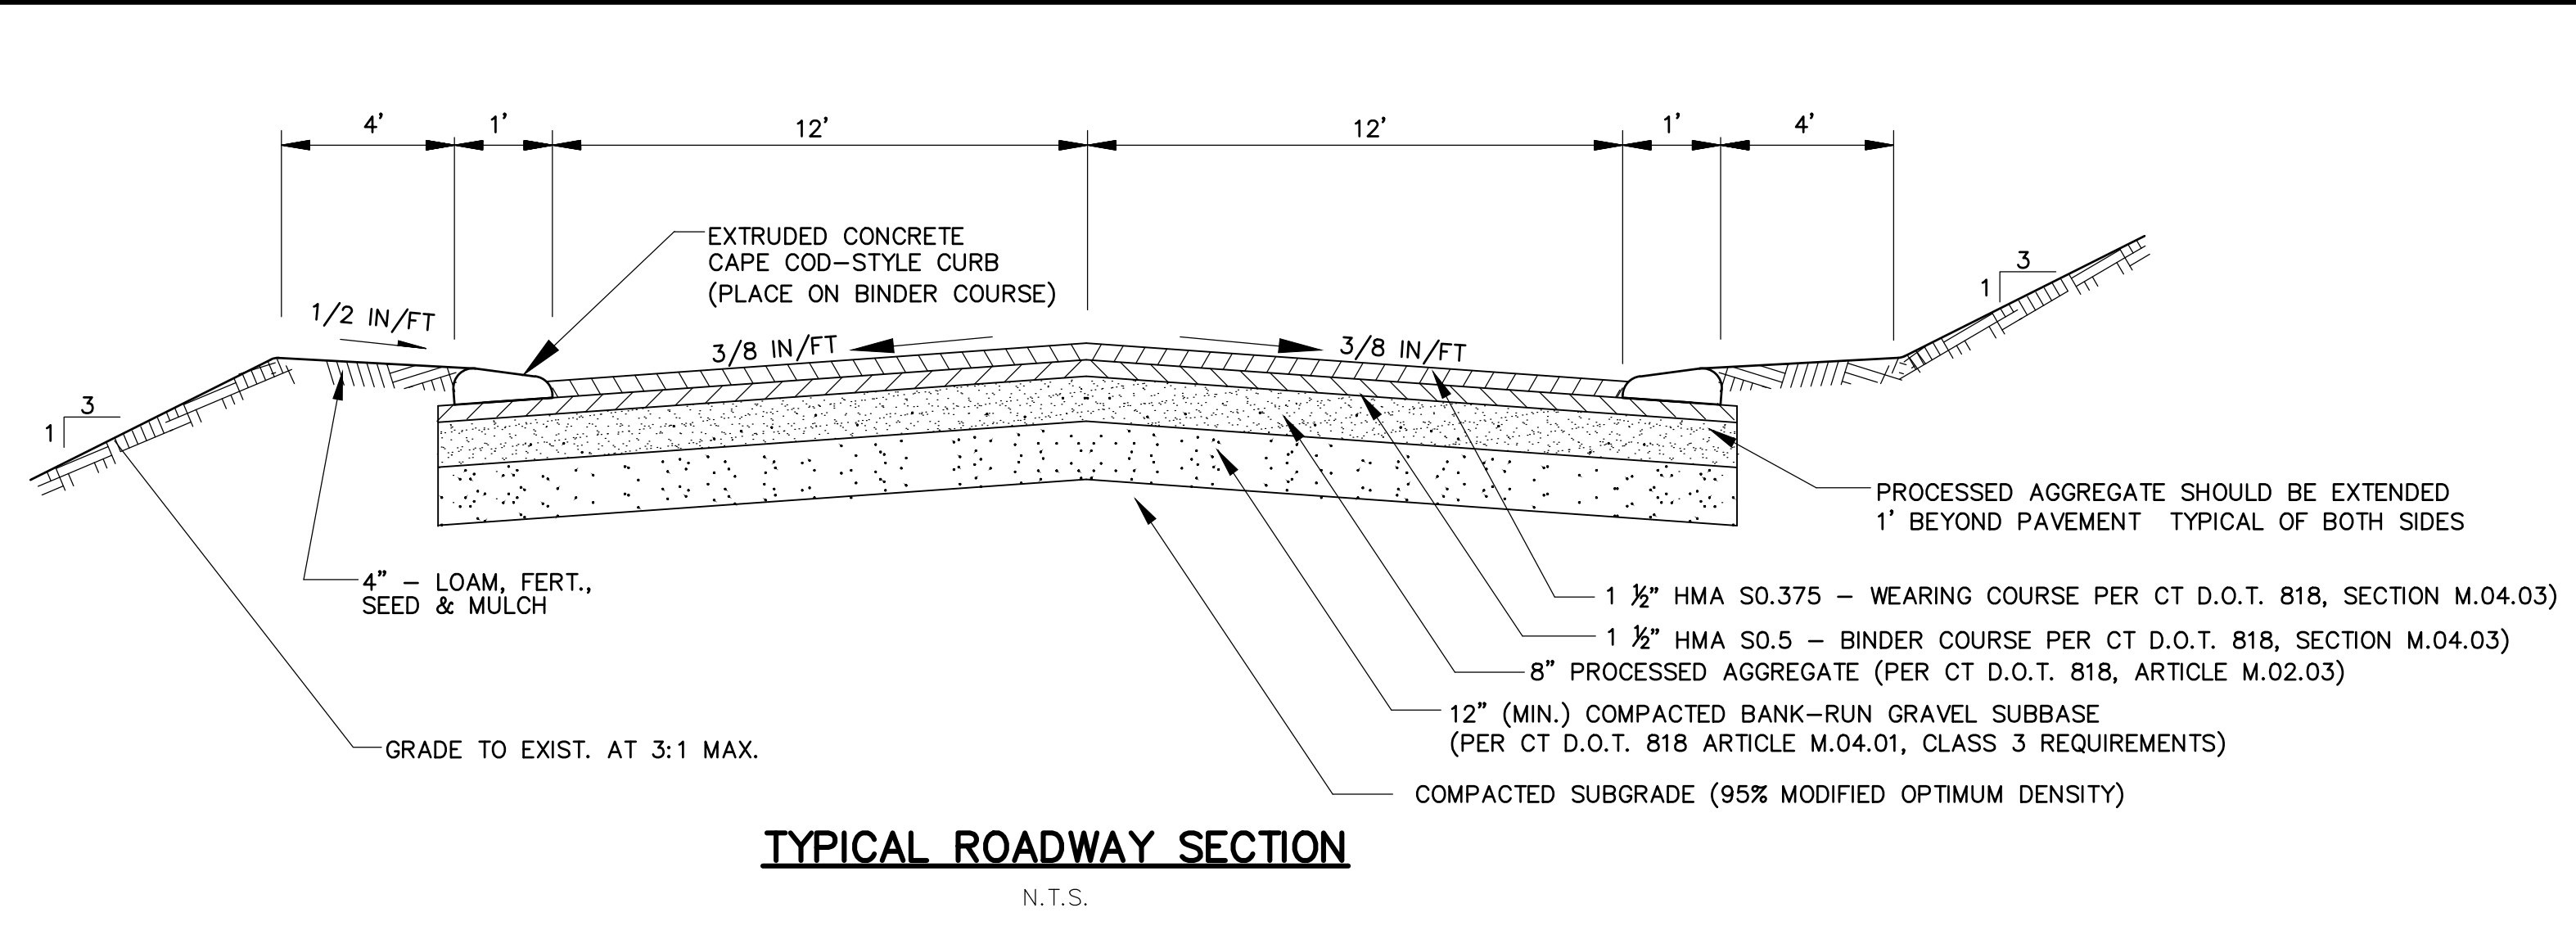 4’ 1’ 12’ 12’ 1’ 4’
EXTRUDED CONCRETE
CAPE COD–STYLE CURB
(PLACE ON BINDER COURSE)
3
1
1/2 IN/FT
3/8 IN/FT
3/8 IN/FT
3
1
PROCESSED AGGREGATE SHOULD BE EXTENDED
1’ BEYOND PAVEMENT TYPICAL OF BOTH SIDES
4” – LOAM, FERT.,
SEED & MULCH
1 ½” HMA S0.375 – WEARING COURSE PER CT D.O.T. 818, SECTION M.04.03)
1 ½” HMA S0.5 – BINDER COURSE PER CT D.O.T. 818, SECTION M.04.03)
8” PROCESSED AGGREGATE (PER CT D.O.T. 818, ARTICLE M.02.03)
12” (MIN.) COMPACTED BANK–RUN GRAVEL SUBBASE
(PER CT D.O.T. 818 ARTICLE M.04.01, CLASS 3 REQUIREMENTS)
GRADE TO EXIST. AT 3:1 MAX.
COMPACTED SUBGRADE (95% MODIFIED OPTIMUM DENSITY)
TYPICAL ROADWAY SECTION
N.T.S.